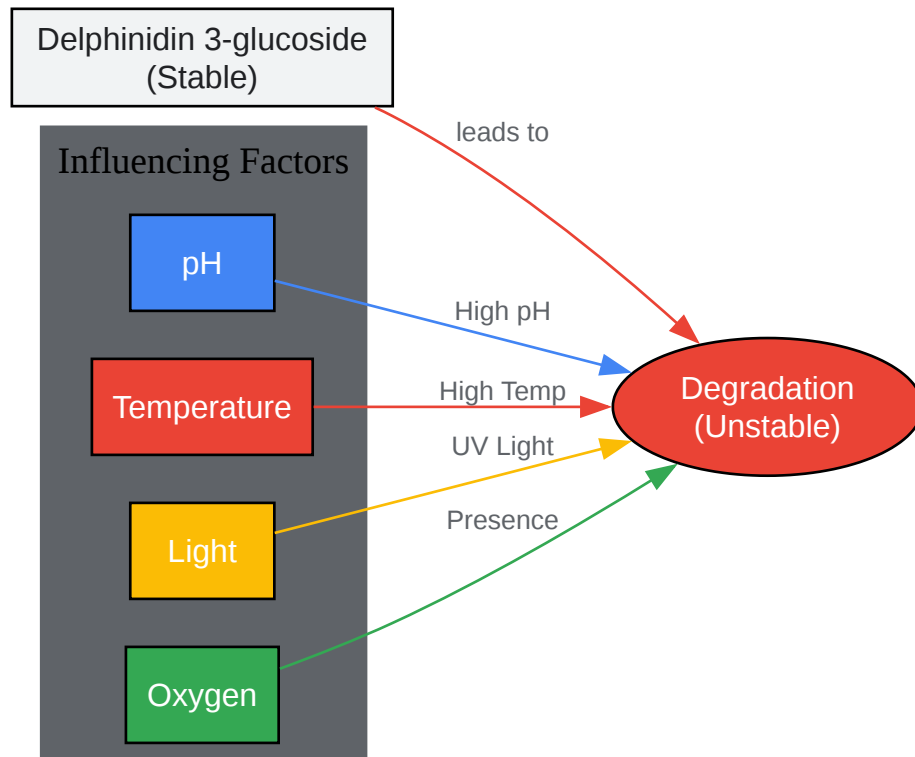 Delphinidin 3-glucoside
(Stable)
leads to
Influencing Factors
pH
High pH
Temperature
High Temp
Degradation
(Unstable)
UV Light
Light
Presence
Oxygen